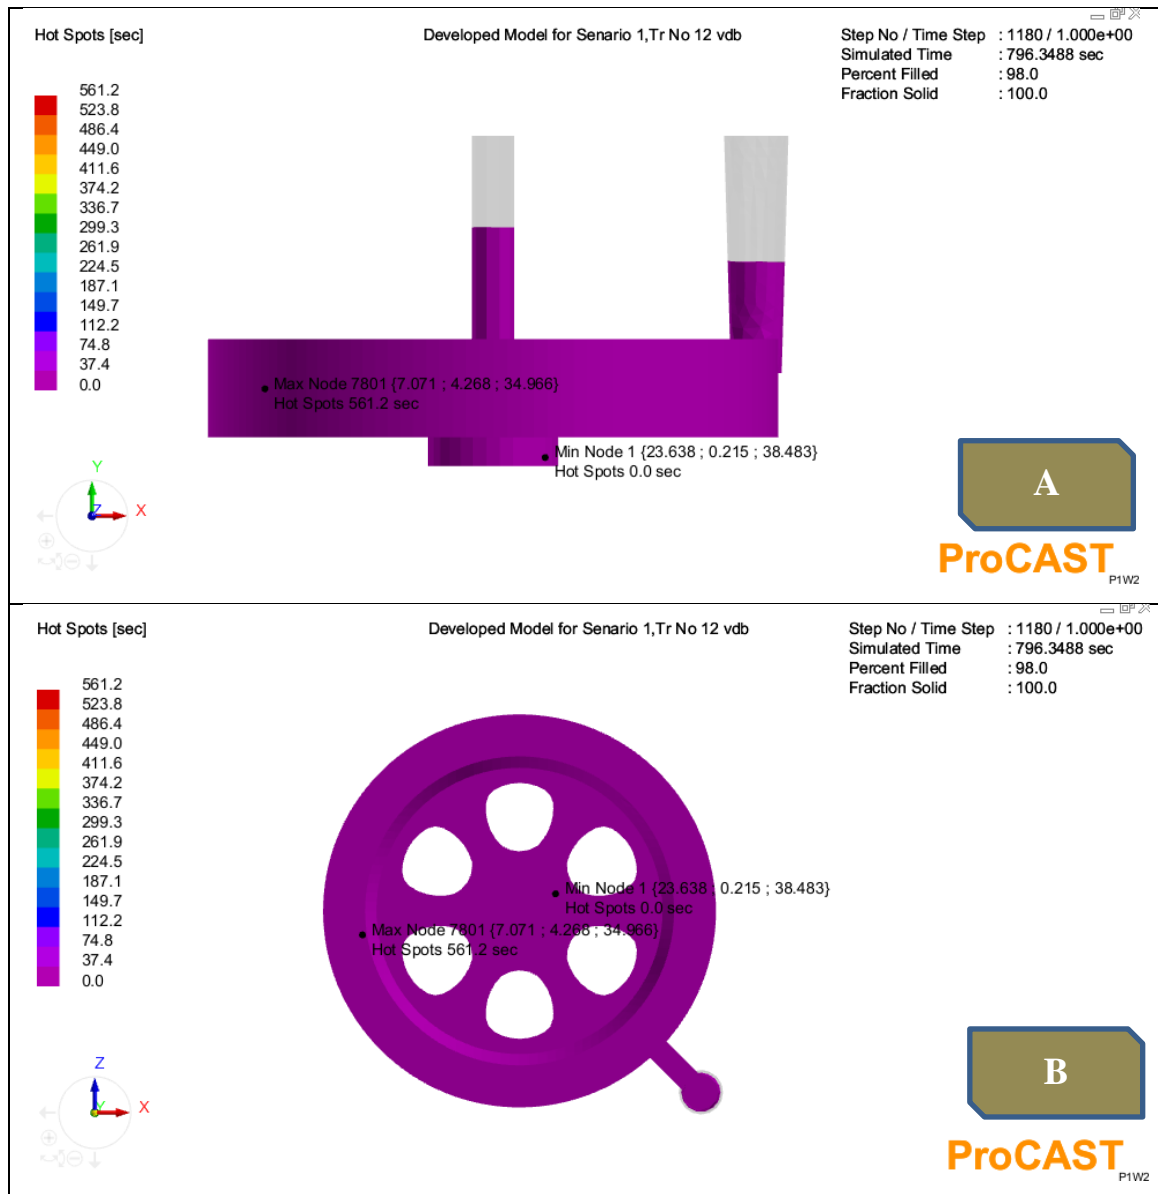 Hot Spots [sec]
Developed Model for Senario 1,Tr No 12 vdb
Step No / Time Step : 1180 / 1.000e+00
Simulated Time : 796.3488 sec
Percent Filled : 98.0
Fraction Solid : 100.0
561.2
523.8
486.4
449.0
411.6
374.2
336.7
299.3
261.9
224.5
187.1
149.7
112.2
74.8
37.4
0.0
Max Node 7801 {7.071 ; 4.268 ; 34.966}
Hot Spots 561.2 sec
Min Node 1 {23.638 ; 0.215 ; 38.483}
Hot Spots 0.0 sec
Y
Z
X
A
ProCAST
P1W2
Hot Spots [sec]
Developed Model for Senario 1,Tr No 12 vdb
Step No / Time Step : 1180 / 1.000e+00
Simulated Time : 796.3488 sec
Percent Filled : 98.0
Fraction Solid : 100.0
561.2
523.8
486.4
449.0
411.6
374.2
336.7
299.3
261.9
224.5
187.1
149.7
112.2
74.8
37.4
0.0
Min Node 1 {23.638 ; 0.215 ; 38.483}
Hot Spots 0.0 sec
Max Node 7801 {7.071 ; 4.268 ; 34.966}
Hot Spots 561.2 sec
Z
Y
X
B
ProCAST
P1W2